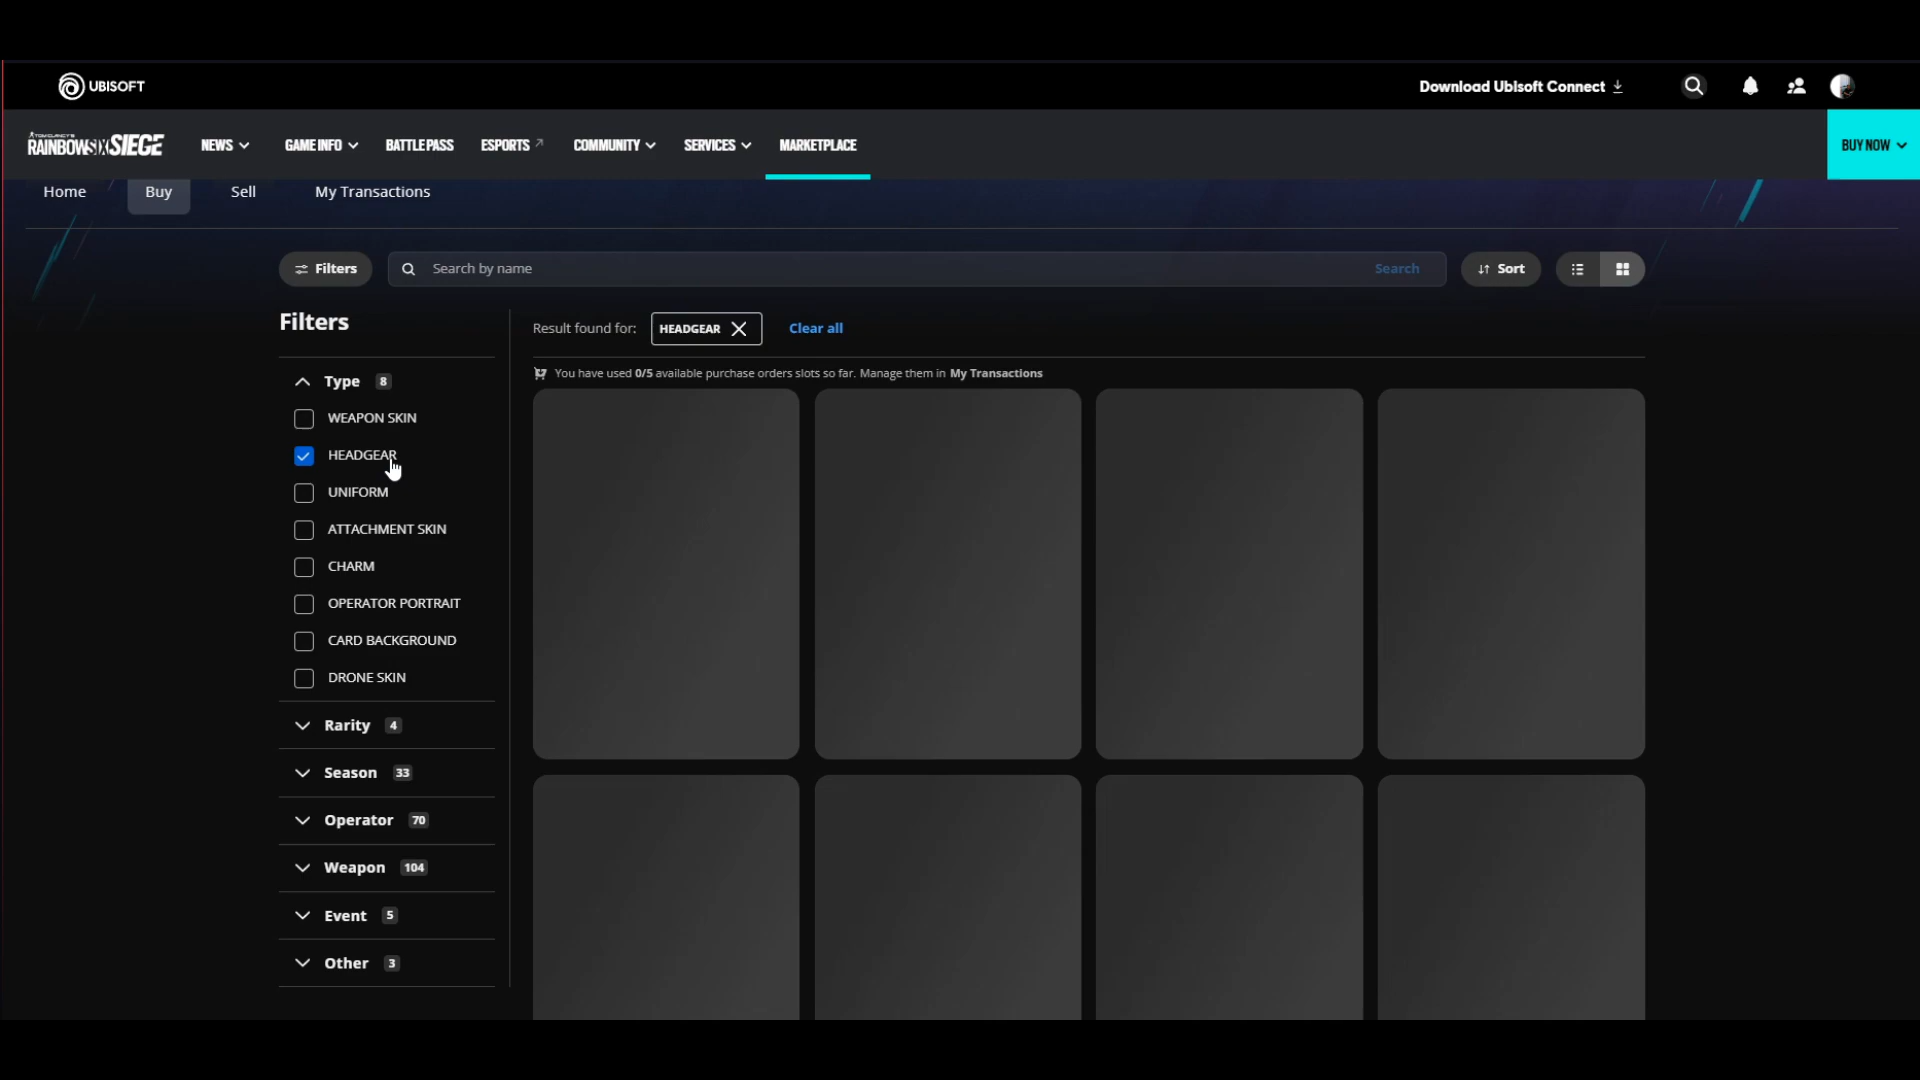 UBISOFT
Download Ubisoft Connect
TOM CLANCY'S
RAINBOWSIX SIEGE
NEWS
GAME INFO
BATTLE PASS
ESPORTS
COMMUNITY
SERVICES
MARKETPLACE
BUY NOW
Home
Buy
Sell
My Transactions
Filters
Search by name
Search
Sort
Filters
Result found for:
HEADGEAR
Clear all
You have used 0/5 available purchase orders slots so far. Manage them in My Transactions
Type 8
WEAPON SKIN
HEADGEAR
UNIFORM
ATTACHMENT SKIN
CHARM
OPERATOR PORTRAIT
CARD BACKGROUND
DRONE SKIN
Rarity 4
Season 33
Operator 70
Weapon 104
Event 5
Other 3